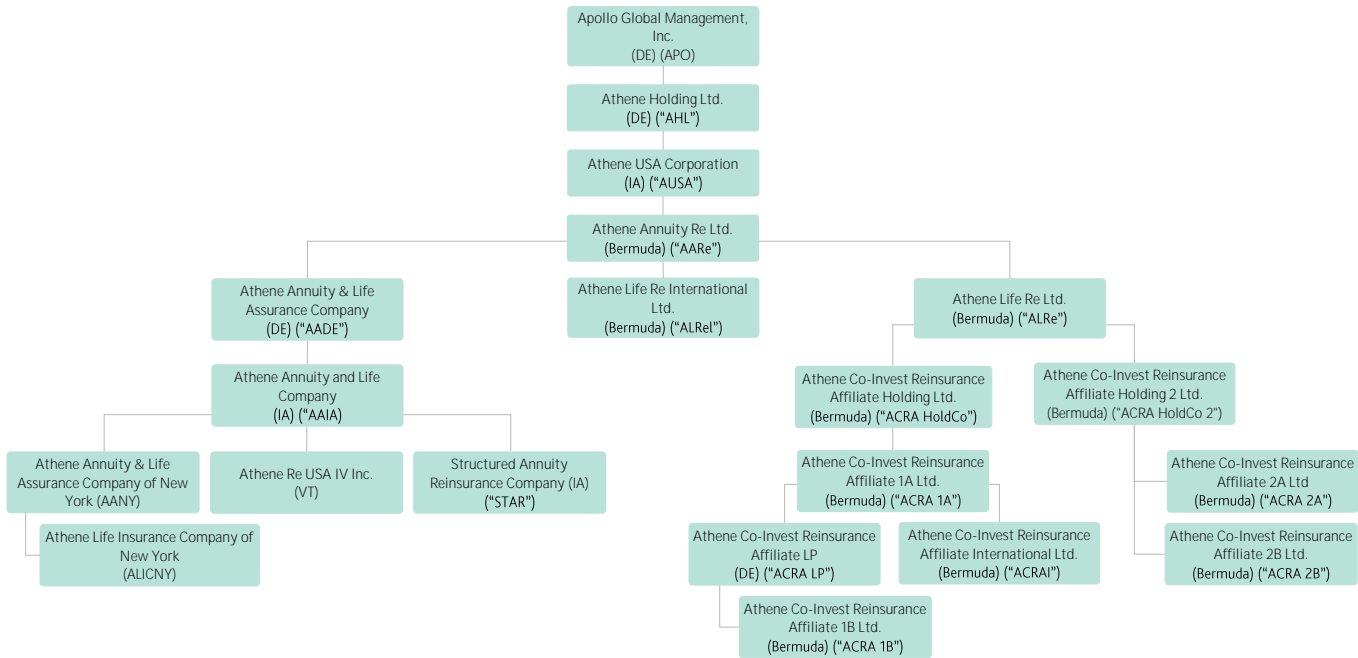 Apollo Global Management,
Inc.
(DE) (APO)
Athene Holding Ltd.
(DE) (“AHL”)
Athene USA Corporation
(IA) (“AUSA”)
Athene Annuity Re Ltd.
(Bermuda) (“AARe”)
Athene Annuity & Life
Assurance Company
(DE) (“AADE”)
Athene Life Re International
Ltd.
(Bermuda) (“ALReI”)
Athene Life Re Ltd.
(Bermuda) (“ALRe”)
Athene Annuity and Life
Company
(IA) (“AAIA)
Athene Co-Invest Reinsurance
Affiliate Holding Ltd.
(Bermuda) (“ACRA HoldCo”)
Athene Co-Invest Reinsurance
Affiliate Holding 2 Ltd.
(Bermuda) ("ACRA HoldCo 2")
Athene Annuity & Life
Assurance Company of New
York (AANY)
Athene Re USA IV Inc.
(VT)
Structured Annuity
Reinsurance Company (IA)
(“STAR”)
Athene Co-Invest Reinsurance
Affiliate 1A Ltd.
(Bermuda) (“ACRA 1A”)
Athene Co-Invest Reinsurance
Affiliate 2A Ltd
(Bermuda) (“ACRA 2A”)
Athene Life Insurance Company of
New York
(ALICNY)
Athene Co-Invest Reinsurance
Affiliate LP
(DE) (“ACRA LP”)
Athene Co-Invest Reinsurance
Affiliate International Ltd.
(Bermuda) (“ACRAI”)
Athene Co-Invest Reinsurance
Affiliate 2B Ltd.
(Bermuda) (“ACRA 2B”)
Athene Co-Invest Reinsurance
Affiliate 1B Ltd.
(Bermuda) (“ACRA 1B”)